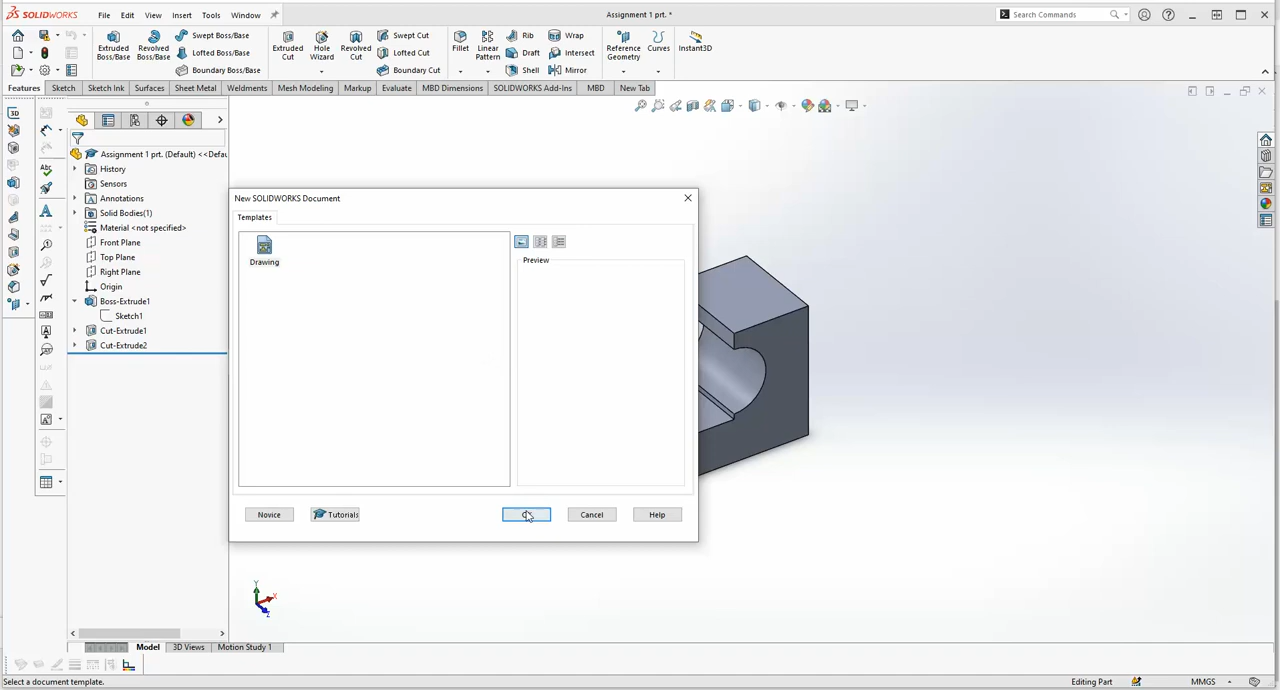 SOLIDWORKS File Edit View Insert Tools Window Assignment 1 prt. * Search Commands
Extruded Boss/Base Revolved Boss/Base Swept Boss/Base Lofted Boss/Base Boundary Boss/Base Extruded Cut Hole Wizard Revolved Cut Swept Cut Lofted Cut Boundary Cut Fillet Linear Pattern Rib Draft Shell Wrap Intersect Mirror Reference Geometry Curves Instant3D
Features Sketch Sketch Ink Surfaces Sheet Metal Weldments Mesh Modeling Markup Evaluate MBD Dimensions SOLIDWORKS Add-Ins MBD New Tab
Assignment 1 prt. (Default) <<Defau
History
Sensors
Annotations
Solid Bodies(1)
Material <not specified>
Front Plane
Top Plane
Right Plane
Origin
Boss-Extrude1
Sketch1
Cut-Extrude1
Cut-Extrude2
New SOLIDWORKS Document
Templates
Drawing
Preview
Novice Tutorials Cancel Help
Y
X
Z
Model 3D Views Motion Study 1
Select a document template. Editing Part MMGS